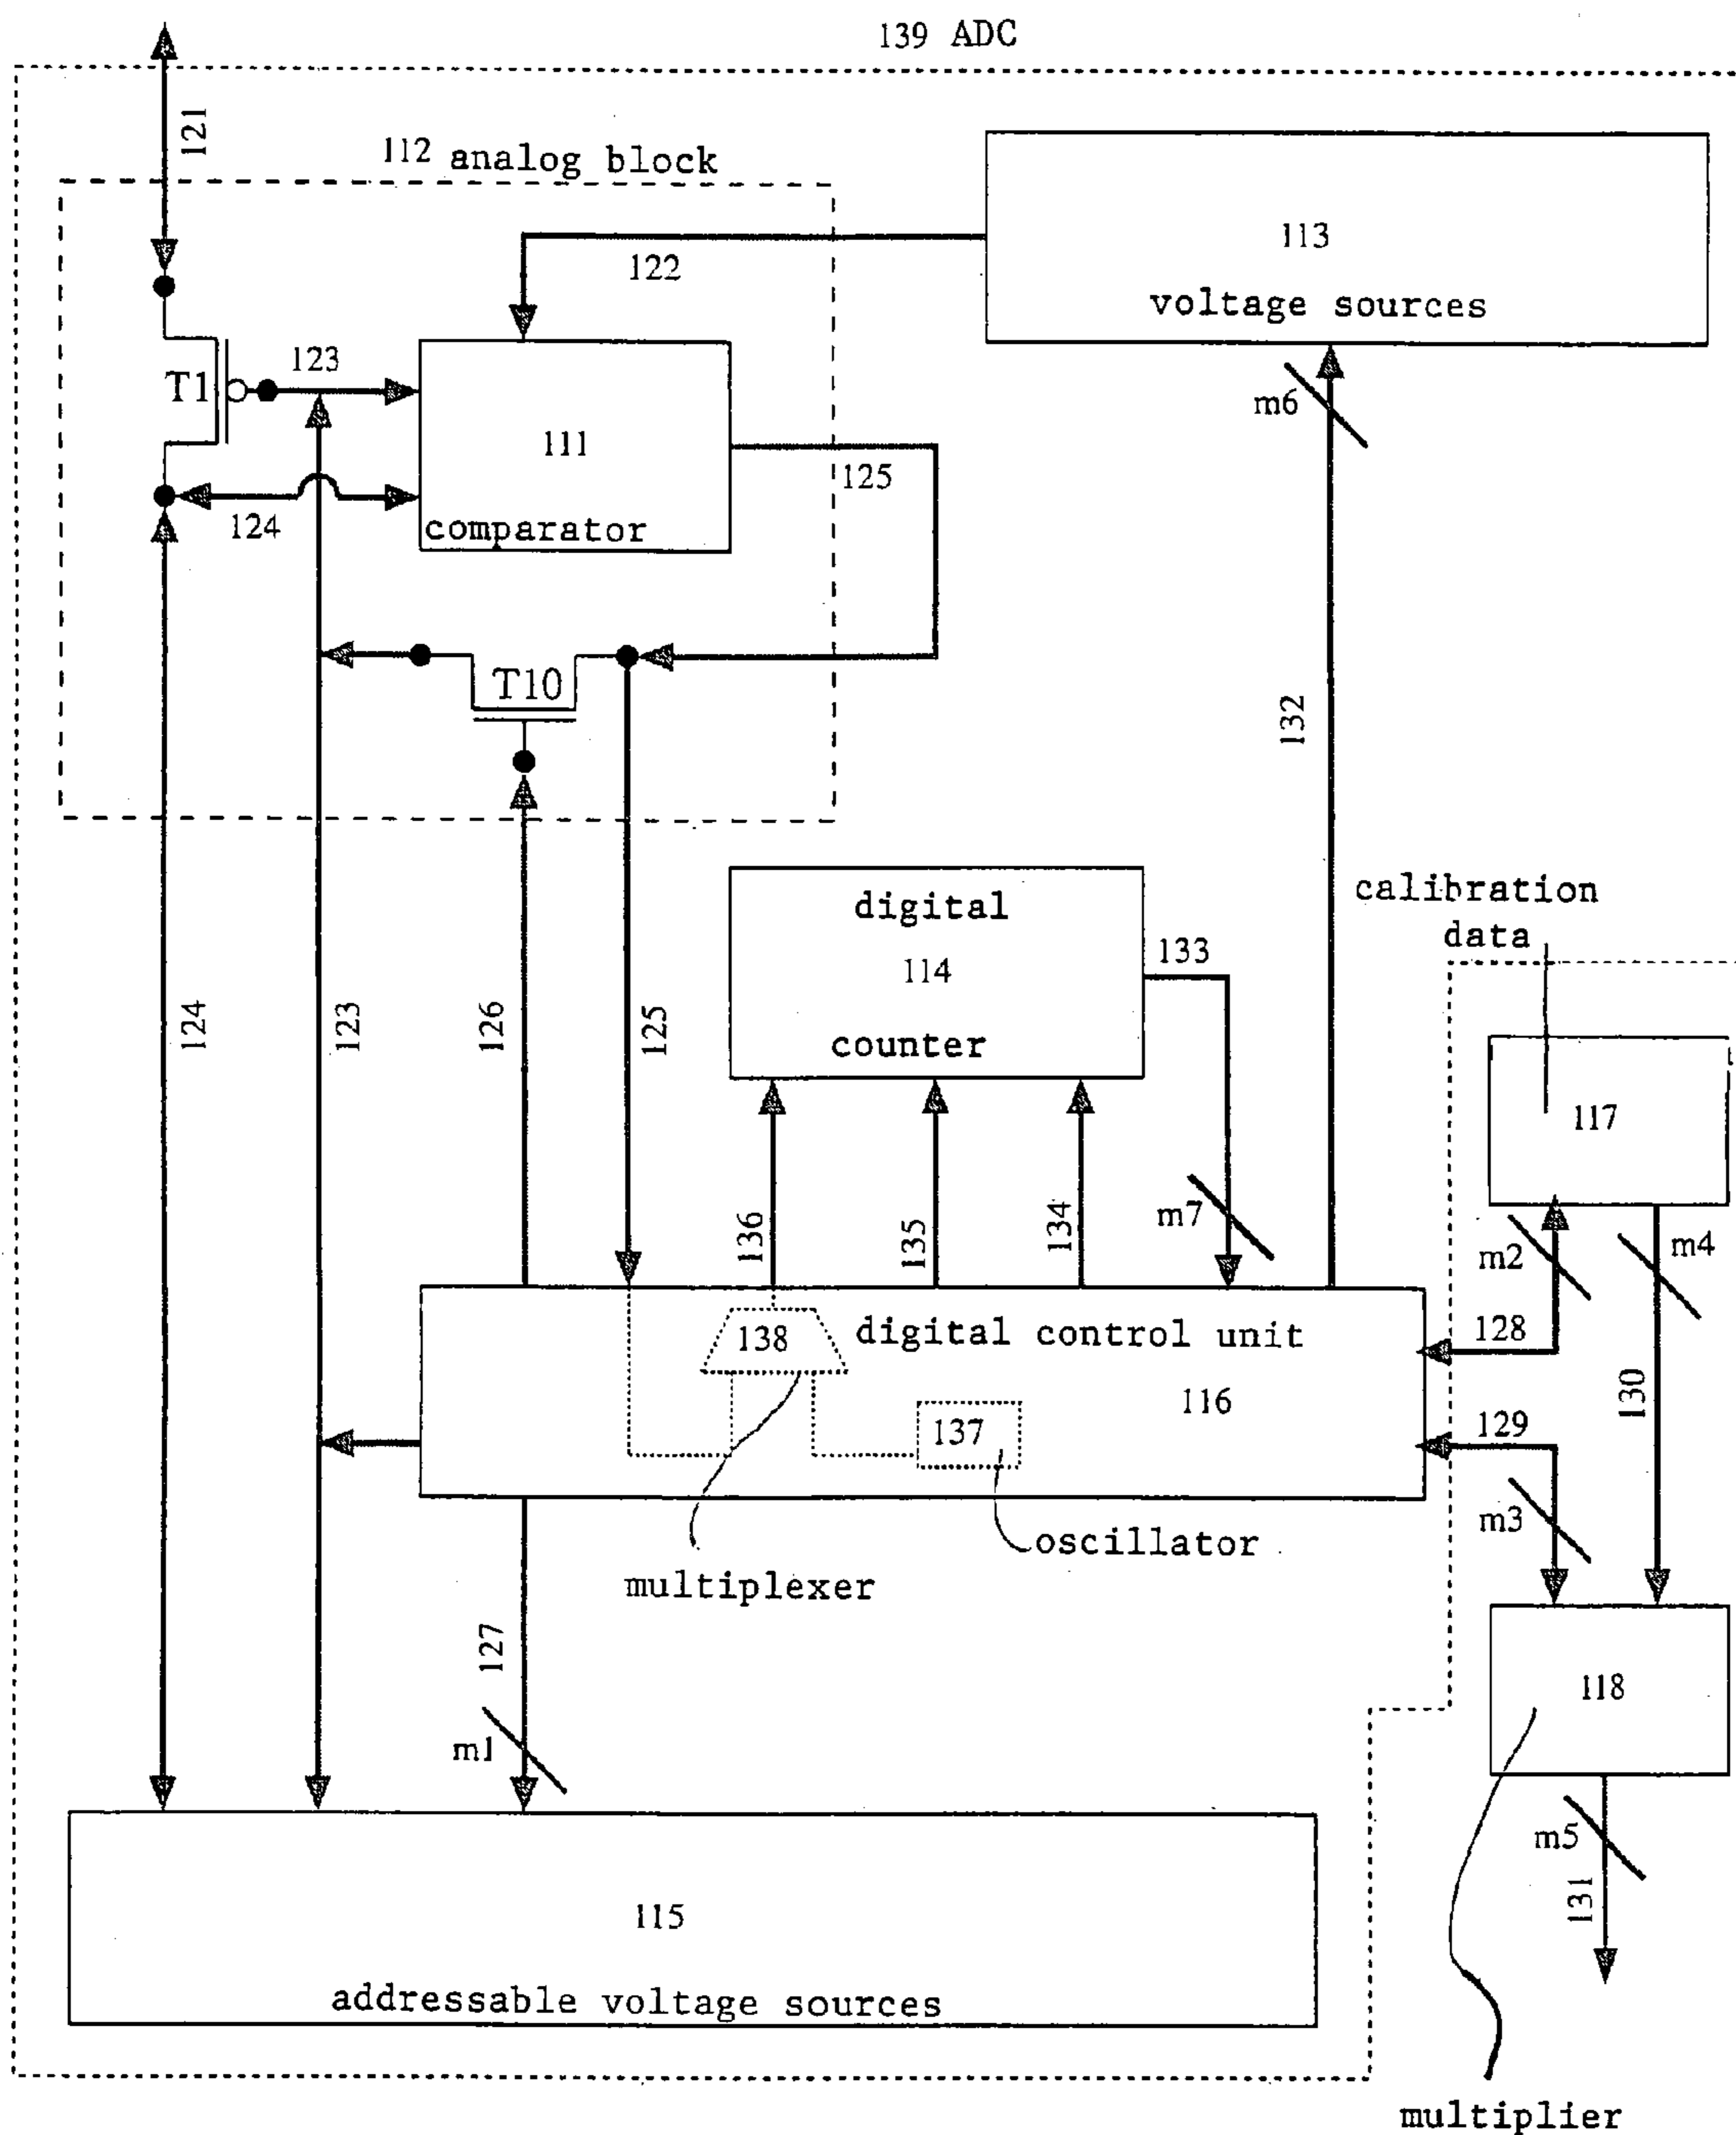 139 ADC
121
112 analog block
113
voltage sources
122
T1
123
111
comparator
124
125
m6
T10
132
calibration
data
digital
114
counter
133
124
123
126
125
117
136
135
134
m7
m2
m4
138
digital control unit
116
128
130
137
129
m3
oscillator
multiplexer
127
118
m1
m5
131
115
addressable voltage sources
multiplier